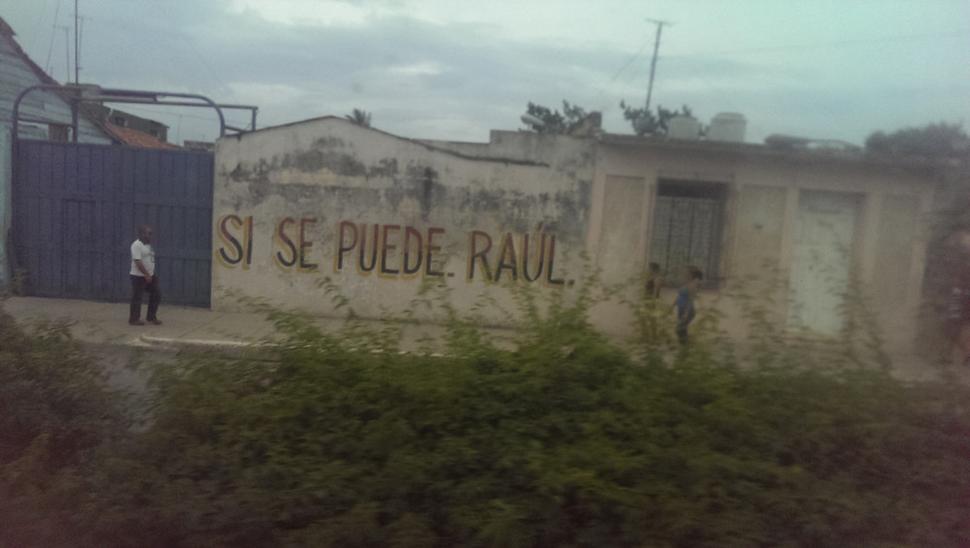 SI SE PUEDE. RAÚL.